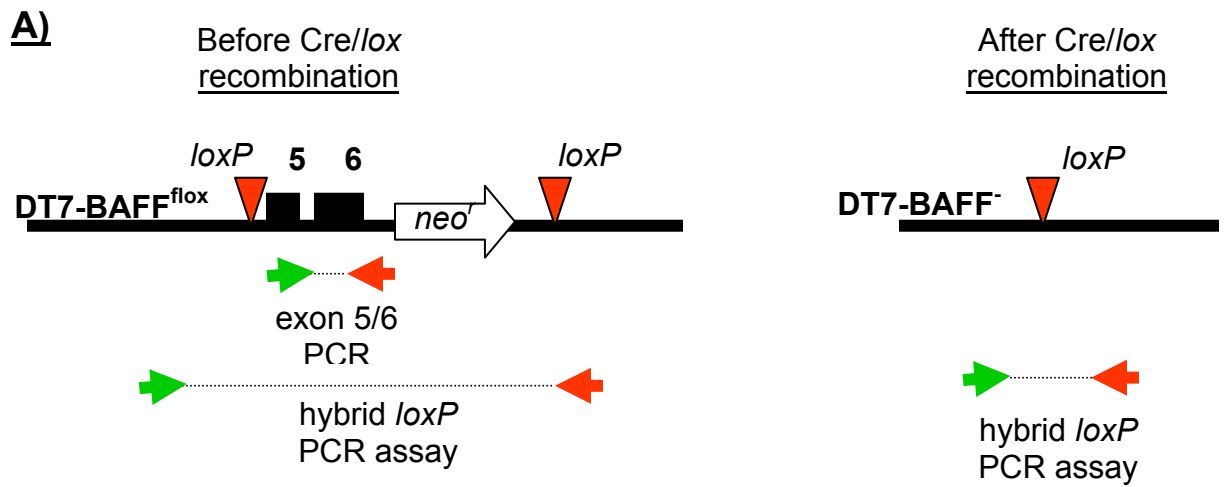 A)
Before Cre/lox
recombination
After Cre/lox
recombination
loxP
5
6
loxP
DT7-BAFFflox
neor
loxP
DT7-BAFF-
exon 5/6
PCR
hybrid loxP
PCR assay
hybrid loxP
PCR assay